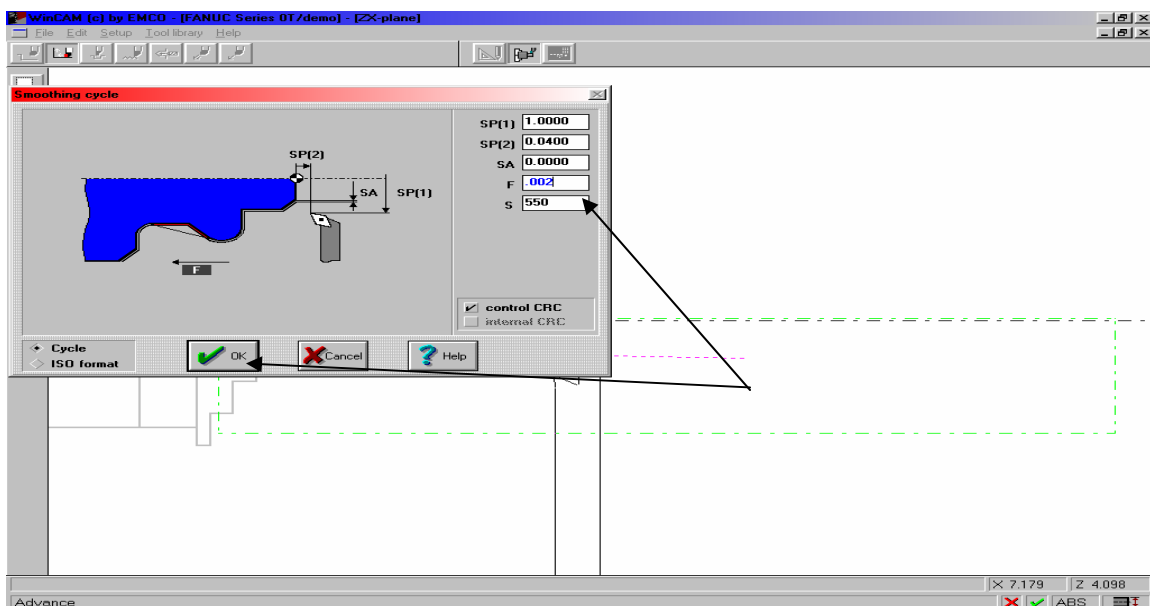 WinCAM (c) by EMCO - [FANUC Series 0T/demo] - [ZX-plane]
File Edit Setup Tool library Help
Smoothing cycle
SP(2)
SA SP(1)
F
SP(1) 1.0000
SP(2) 0.0400
SA 0.0000
F .002
S 550
control CRC
internal CRC
Cycle
ISO format
OK
Cancel
Help
X 7.179 Z 4.098
Advance
ABS